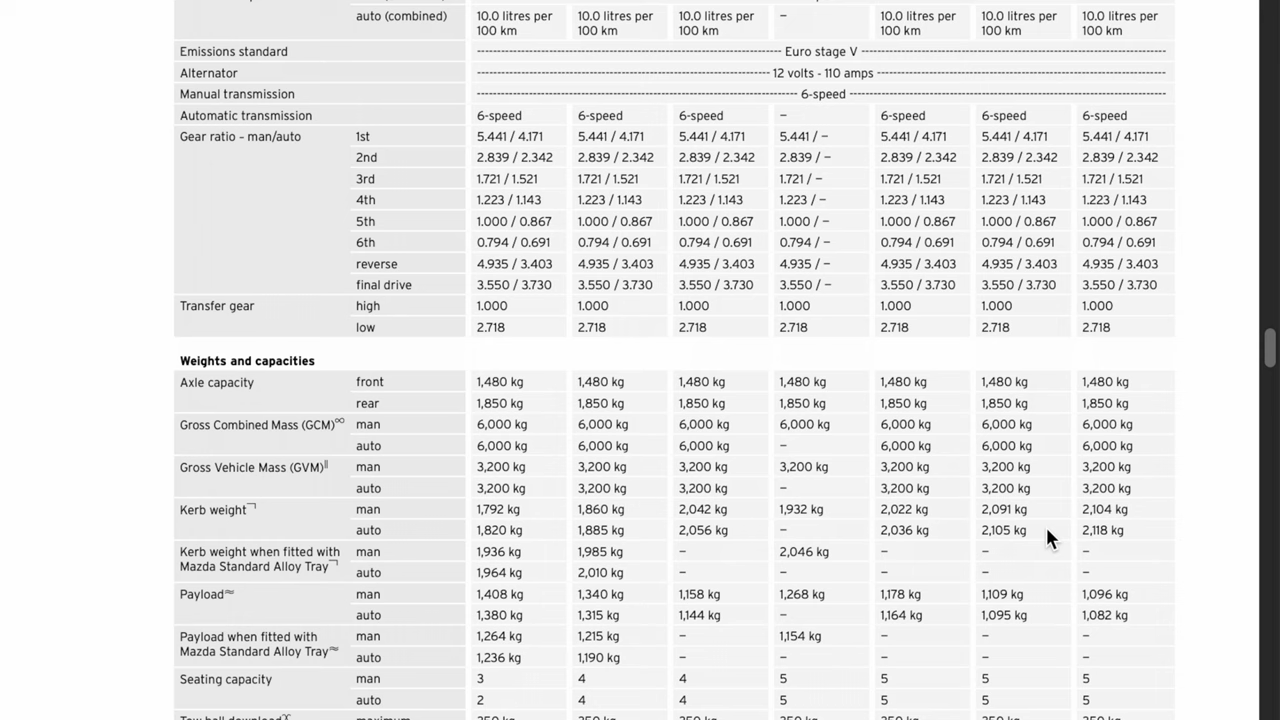 auto (combined) 10.0 litres per 100 km 10.0 litres per 100 km 10.0 litres per 100 km – 10.0 litres per 100 km 10.0 litres per 100 km 10.0 litres per 100 km
Emissions standard Euro stage V
Alternator 12 volts - 110 amps
Manual transmission 6-speed
Automatic transmission 6-speed 6-speed 6-speed – 6-speed 6-speed 6-speed
Gear ratio – man/auto 1st 5.441 / 4.171 5.441 / 4.171 5.441 / 4.171 5.441 / – 5.441 / 4.171 5.441 / 4.171 5.441 / 4.171
2nd 2.839 / 2.342 2.839 / 2.342 2.839 / 2.342 2.839 / – 2.839 / 2.342 2.839 / 2.342 2.839 / 2.342
3rd 1.721 / 1.521 1.721 / 1.521 1.721 / 1.521 1.721 / – 1.721 / 1.521 1.721 / 1.521 1.721 / 1.521
4th 1.223 / 1.143 1.223 / 1.143 1.223 / 1.143 1.223 / – 1.223 / 1.143 1.223 / 1.143 1.223 / 1.143
5th 1.000 / 0.867 1.000 / 0.867 1.000 / 0.867 1.000 / – 1.000 / 0.867 1.000 / 0.867 1.000 / 0.867
6th 0.794 / 0.691 0.794 / 0.691 0.794 / 0.691 0.794 / – 0.794 / 0.691 0.794 / 0.691 0.794 / 0.691
reverse 4.935 / 3.403 4.935 / 3.403 4.935 / 3.403 4.935 / – 4.935 / 3.403 4.935 / 3.403 4.935 / 3.403
final drive 3.550 / 3.730 3.550 / 3.730 3.550 / 3.730 3.550 / – 3.550 / 3.730 3.550 / 3.730 3.550 / 3.730
Transfer gear high 1.000 1.000 1.000 1.000 1.000 1.000 1.000
low 2.718 2.718 2.718 2.718 2.718 2.718 2.718
Weights and capacities
Axle capacity front 1,480 kg 1,480 kg 1,480 kg 1,480 kg 1,480 kg 1,480 kg 1,480 kg
rear 1,850 kg 1,850 kg 1,850 kg 1,850 kg 1,850 kg 1,850 kg 1,850 kg
Gross Combined Mass (GCM)∞ man 6,000 kg 6,000 kg 6,000 kg 6,000 kg 6,000 kg 6,000 kg 6,000 kg
auto 6,000 kg 6,000 kg 6,000 kg – 6,000 kg 6,000 kg 6,000 kg
Gross Vehicle Mass (GVM)|| man 3,200 kg 3,200 kg 3,200 kg 3,200 kg 3,200 kg 3,200 kg 3,200 kg
auto 3,200 kg 3,200 kg 3,200 kg – 3,200 kg 3,200 kg 3,200 kg
Kerb weight¬ man 1,792 kg 1,860 kg 2,042 kg 1,932 kg 2,022 kg 2,091 kg 2,104 kg
auto 1,820 kg 1,885 kg 2,056 kg – 2,036 kg 2,105 kg 2,118 kg
Kerb weight when fitted with Mazda Standard Alloy Tray¬ man 1,936 kg 1,985 kg – 2,046 kg – – –
auto 1,964 kg 2,010 kg – – – – –
Payload≈ man 1,408 kg 1,340 kg 1,158 kg 1,268 kg 1,178 kg 1,109 kg 1,096 kg
auto 1,380 kg 1,315 kg 1,144 kg – 1,164 kg 1,095 kg 1,082 kg
Payload when fitted with Mazda Standard Alloy Tray≈ man 1,264 kg 1,215 kg – 1,154 kg – – –
auto 1,236 kg 1,190 kg – – – – –
Seating capacity man 3 4 4 5 5 5 5
auto 2 4 4 5 5 5 5